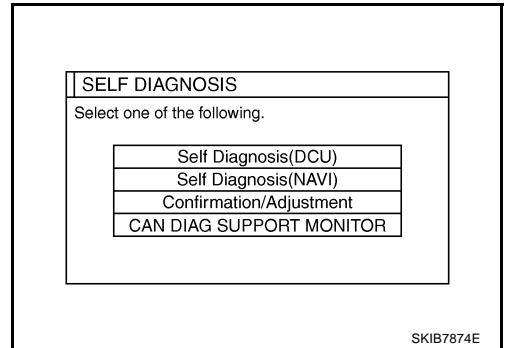 SELF DIAGNOSIS
Select one of the following.
Self Diagnosis(DCU)
Self Diagnosis(NAVI)
Confirmation/Adjustment
CAN DIAG SUPPORT MONITOR
SKIB7874E